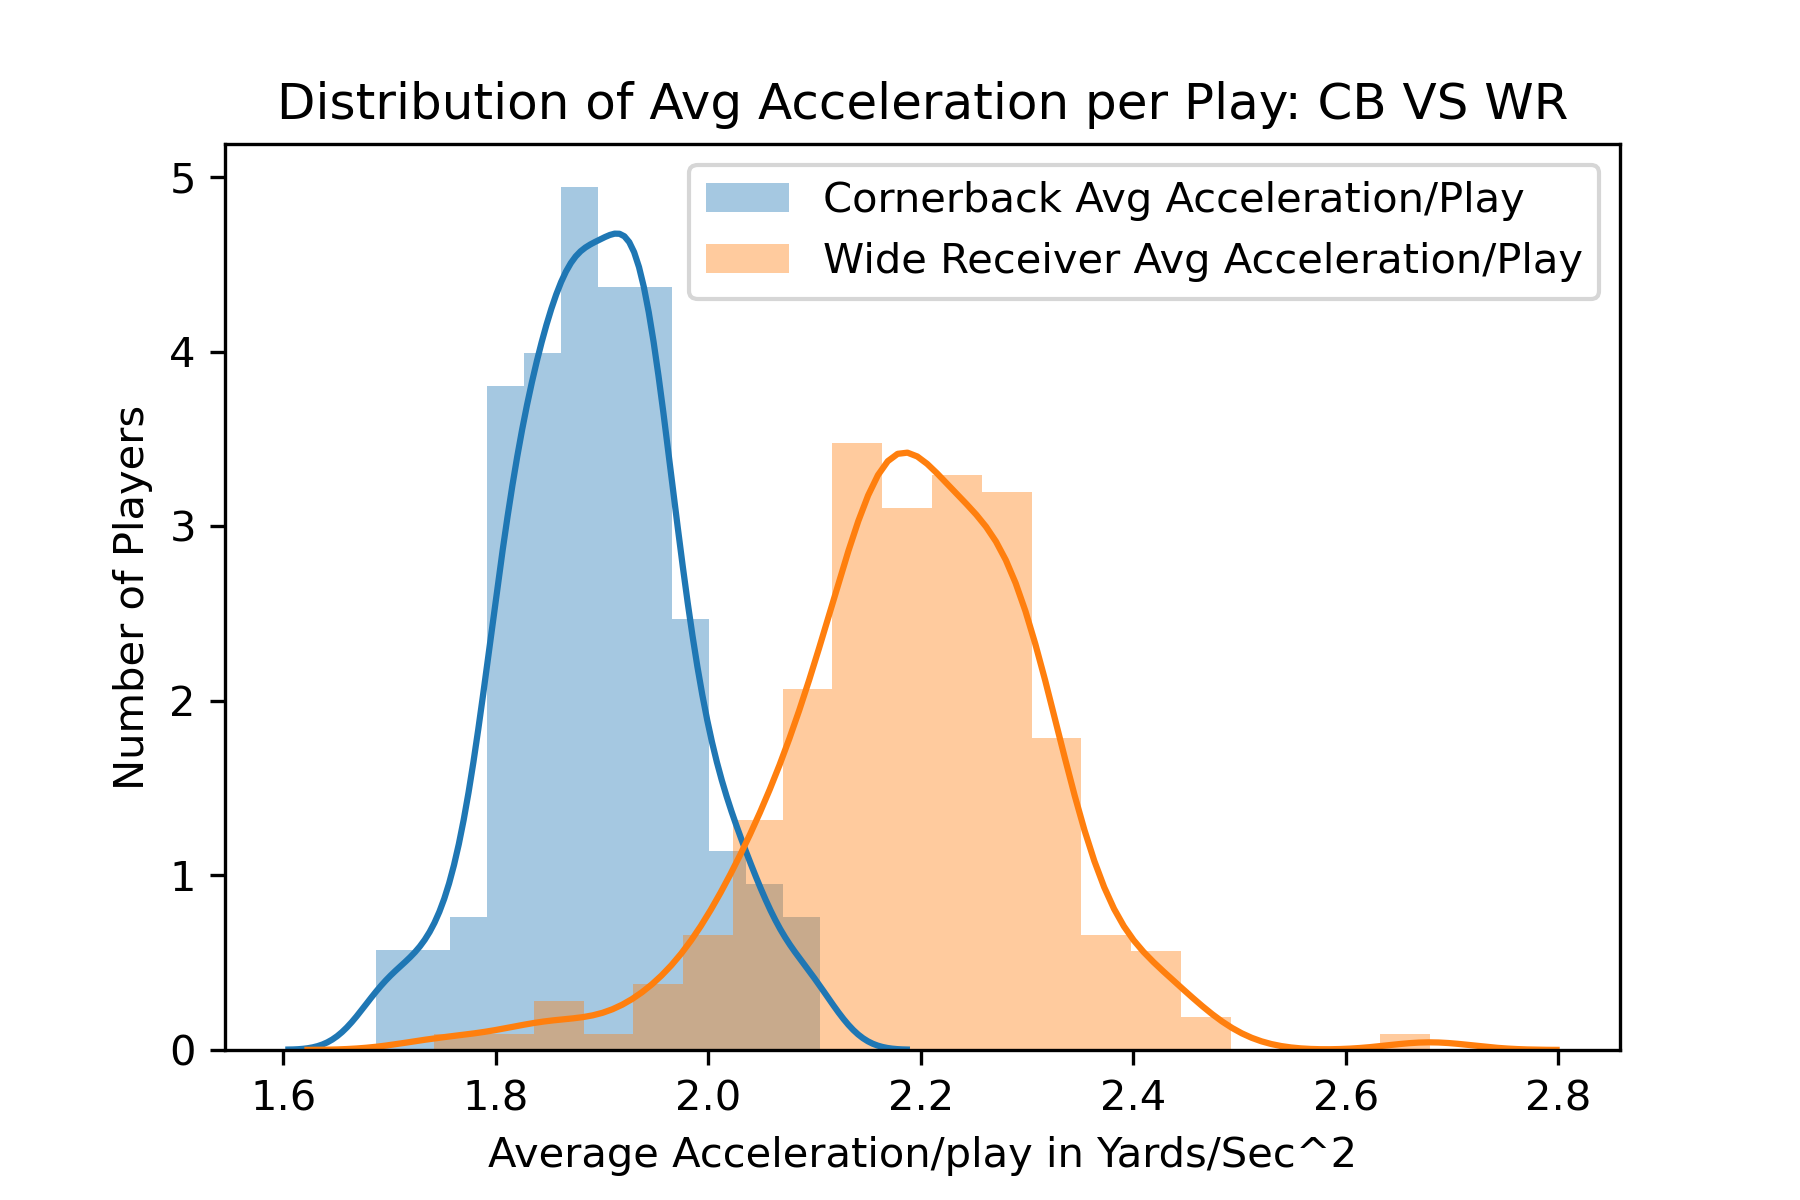 Distribution of Avg Acceleration per Play: CB VS WR
Cornerback Avg Acceleration/Play
Wide Receiver Avg Acceleration/Play
Number of Players
5
4
3
2
1
0
1.6 1.8 2.0 2.2 2.4 2.6 2.8
Average Acceleration/play in Yards/Sec^2